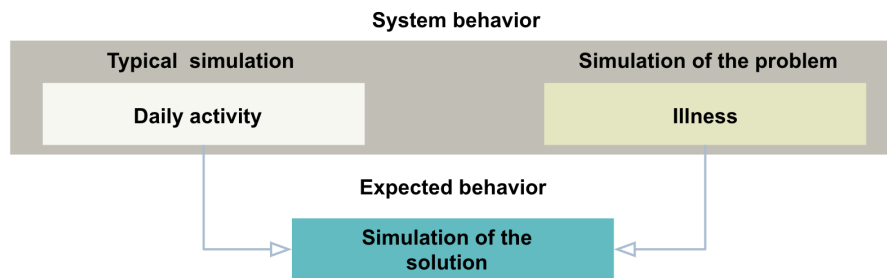 System behavior
Typical simulation
Simulation of the problem
Daily activity
Illness
Expected behavior
Simulation of the
solution